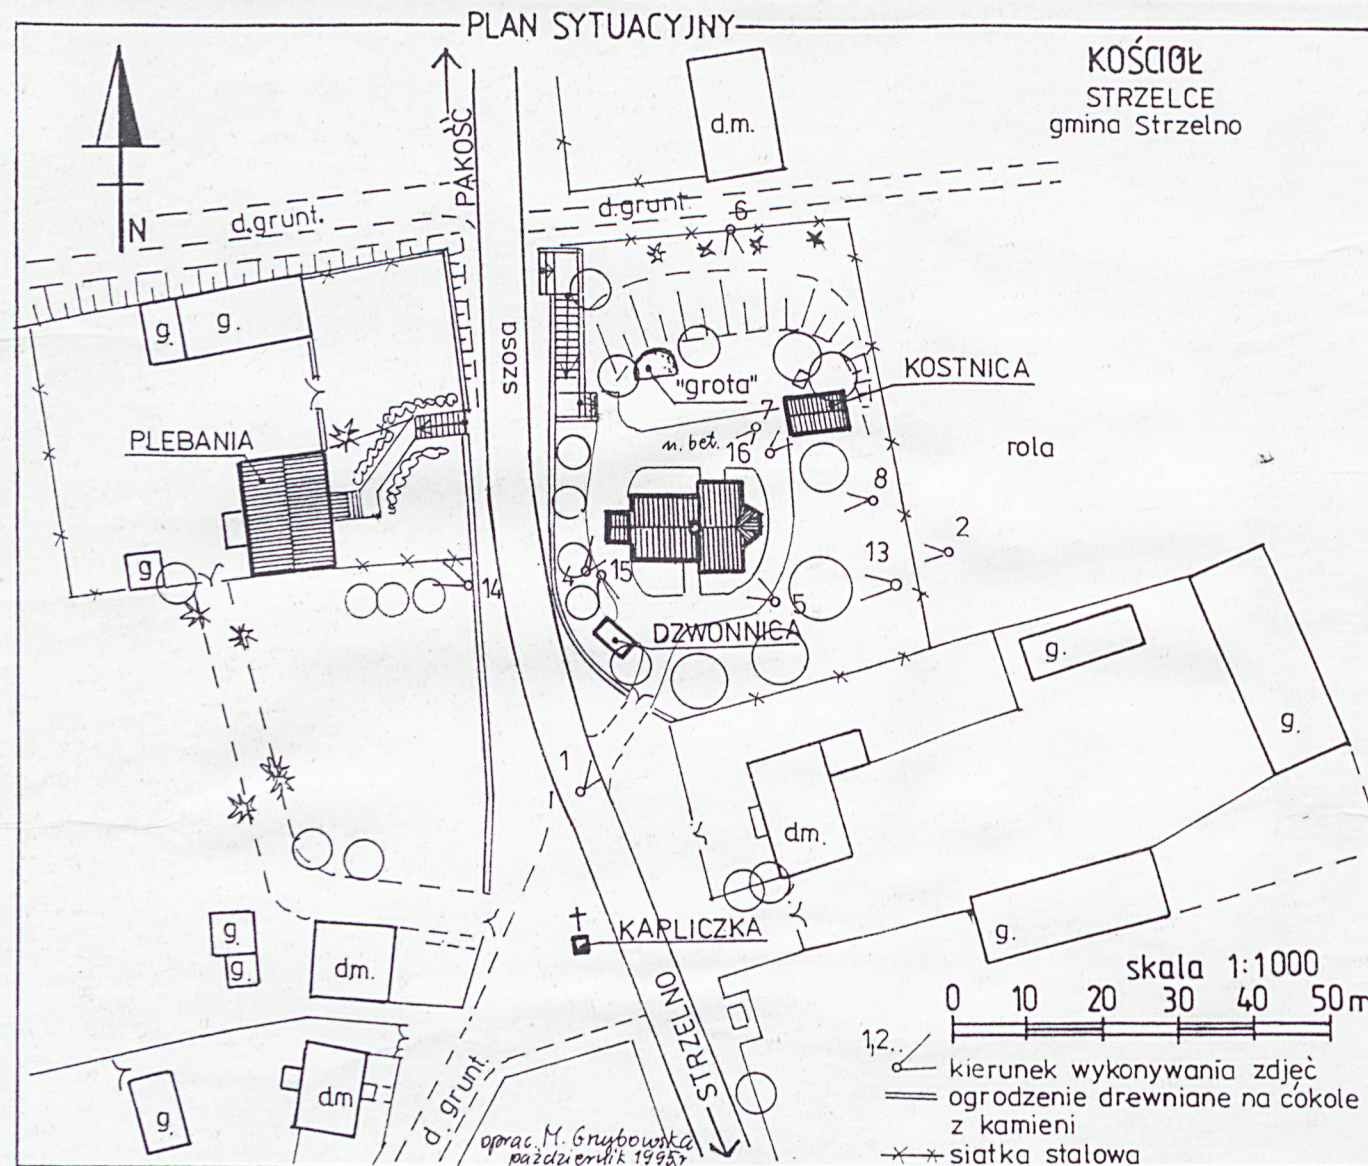 PLAN SYTUACYJNY
KOŚCIÓŁ
STRZELCE
gmina Strzelno
N
PAKOŚĆ
d.m.
d.grunt.
d.grunt.
6
g.
g.
szosa
"grota"
KOSTNICA
PLEBANIA
7
n. bet.
16
rola
8
2
13
g.
14
4
15
5
DZWONNICA
g.
g.
1
dm.
KAPLICZKA
g.
g.
dm.
g.
STRZELNO
skala 1:1000
0 10 20 30 40 50 m
1,2..
kierunek wykonywania zdjęć
ogrodzenie drewniane na cokole
z kamieni
siatka stalowa
g.
dm
d. grunt.
oprac. M. Grybowska
październik 1995r